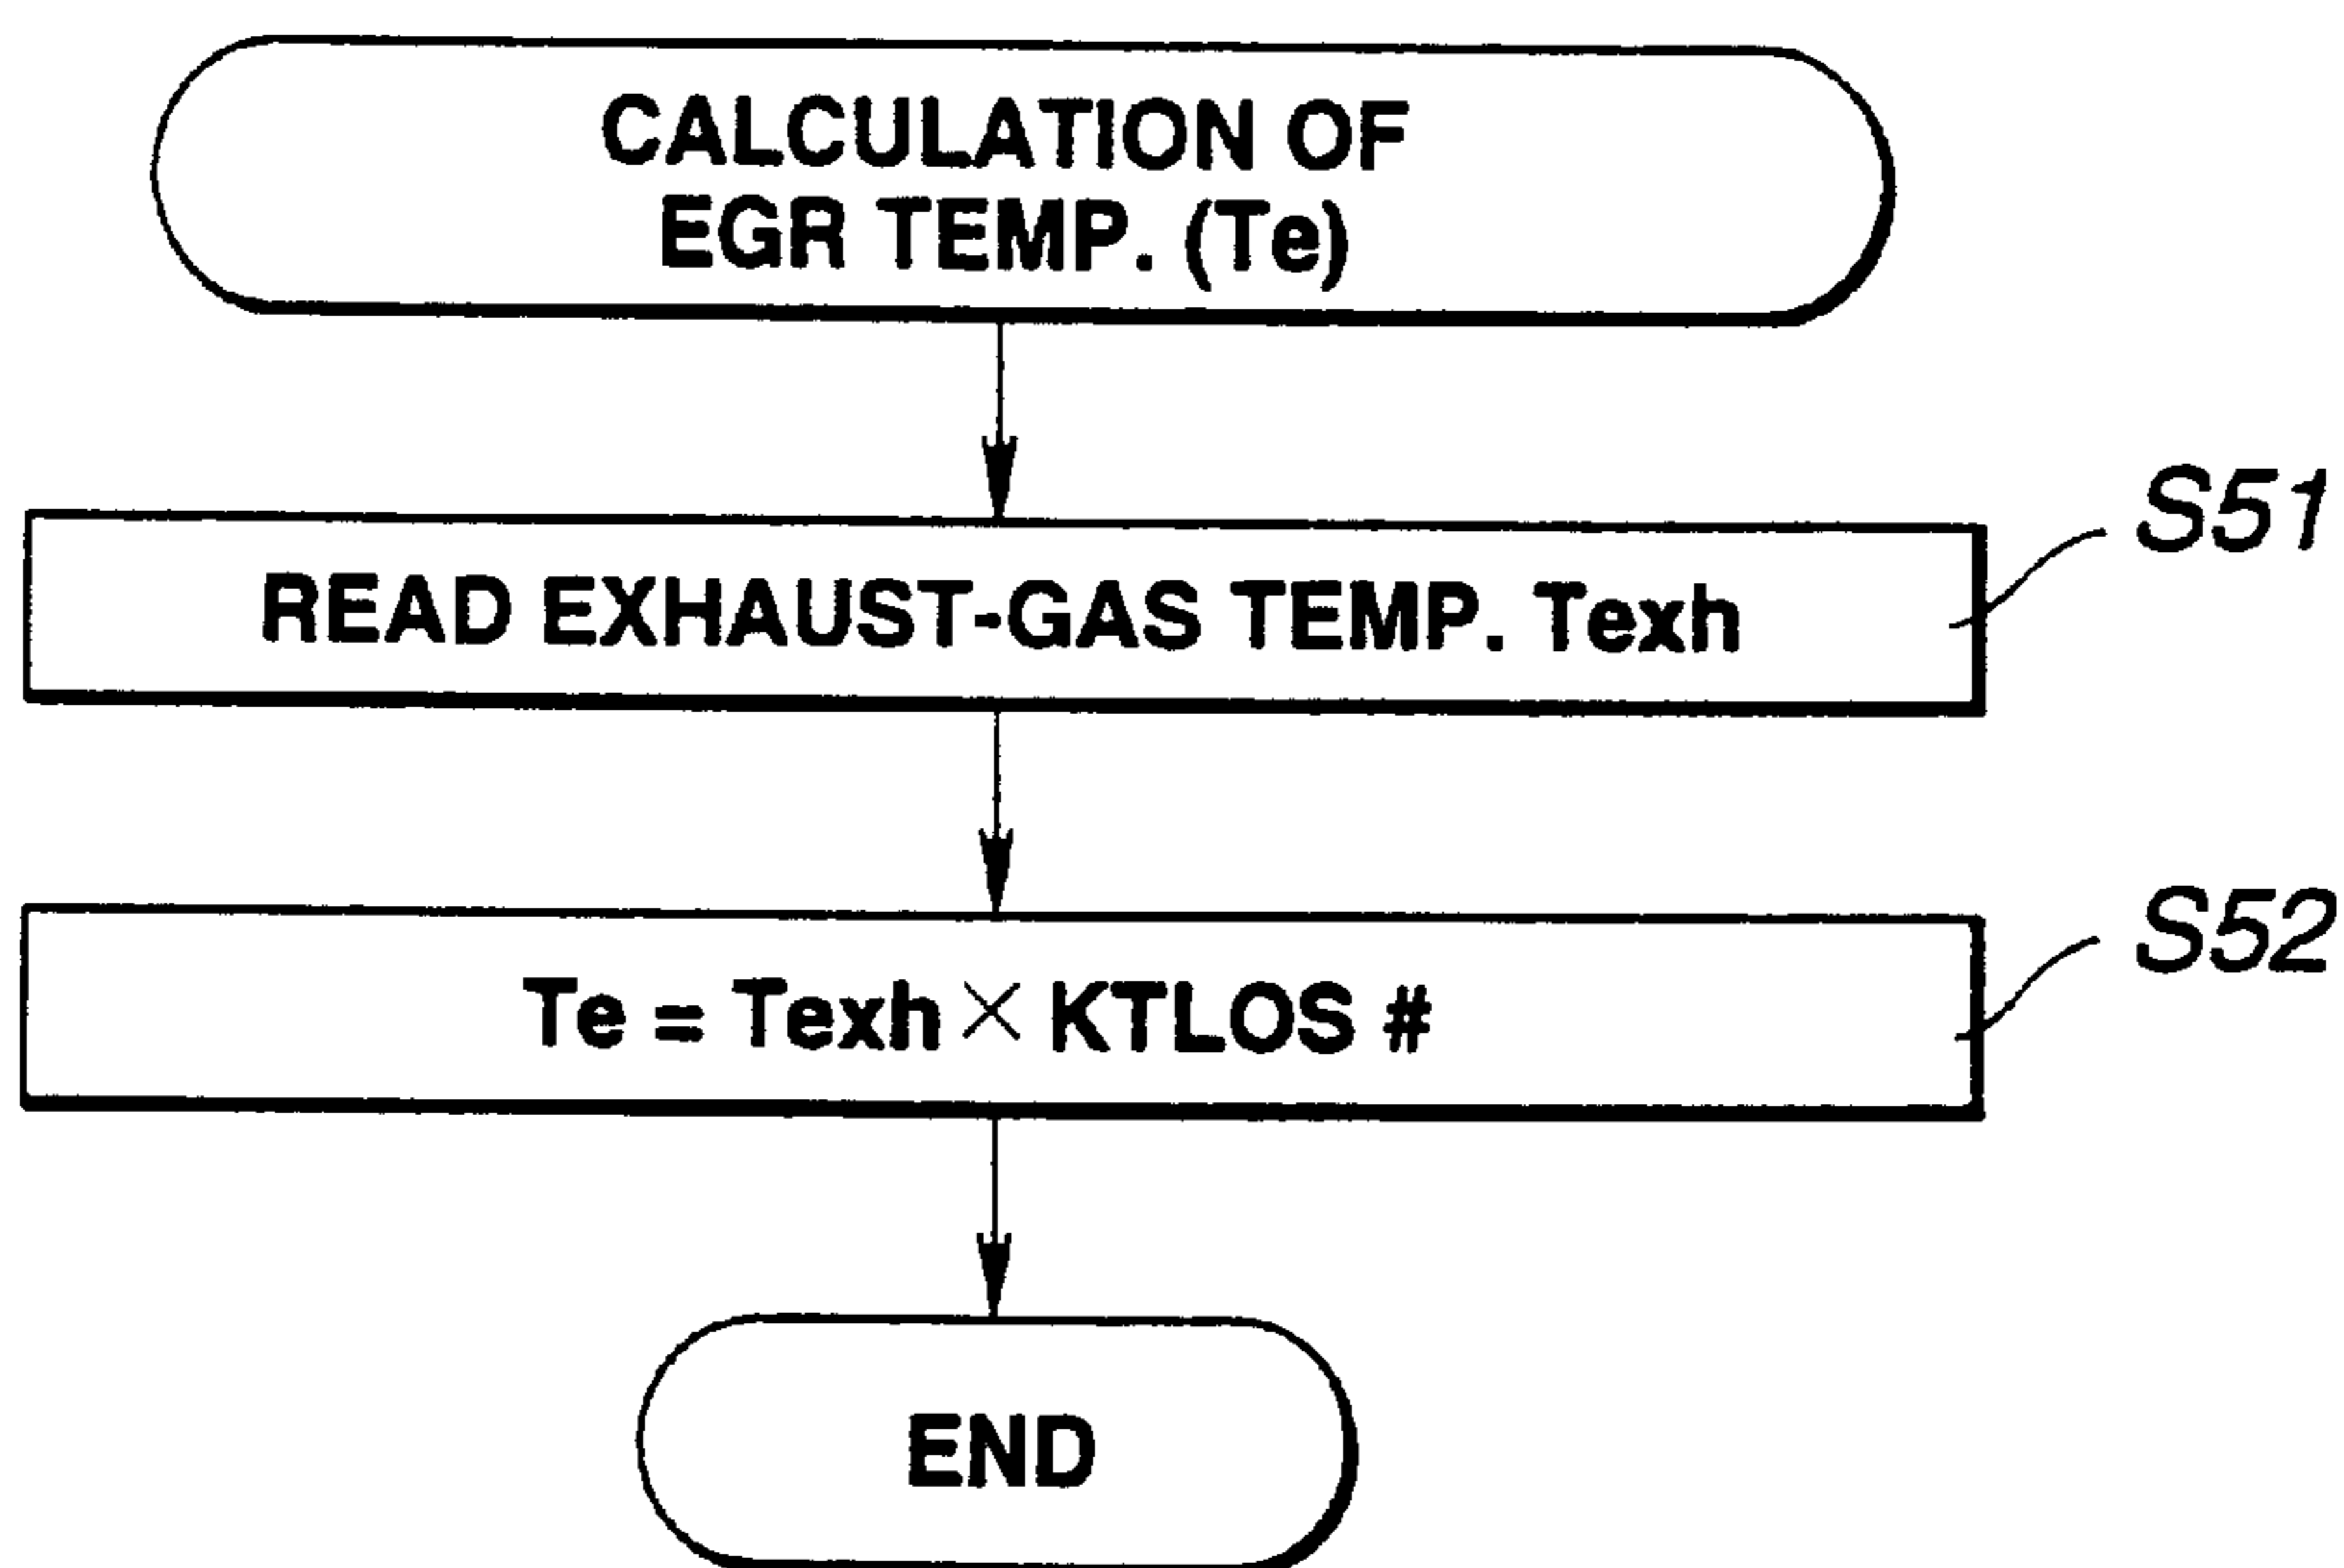 CALCULATION OF
EGR TEMP. (Te)
READ EXHAUST-GAS TEMP. Texh
S51
Te = Texh × KTLOS #
S52
END